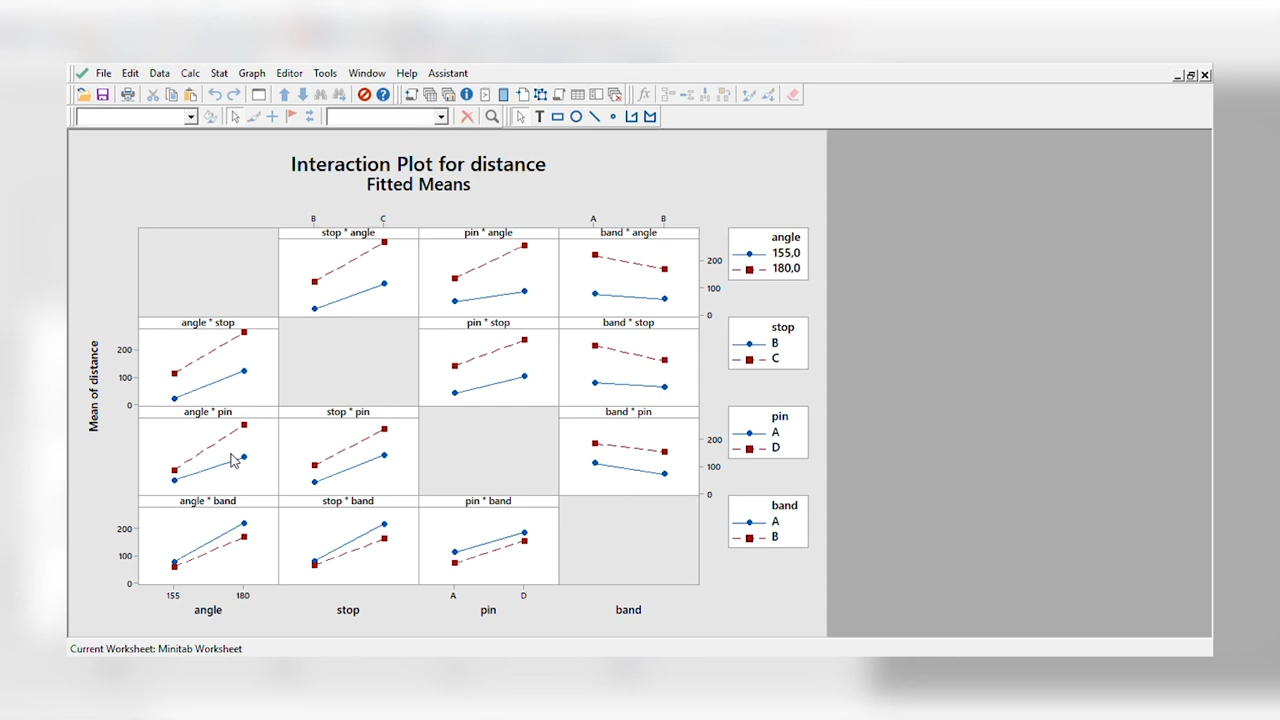 File Edit Data Calc Stat Graph Editor Tools Window Help Assistant
Interaction Plot for distance
Fitted Means
B C A B
stop * angle pin * angle band * angle
angle
155,0
180,0
200
100
0
angle * stop pin * stop band * stop
stop
B
C
200
100
0
Mean of distance
angle * pin stop * pin band * pin
pin
A
D
200
100
0
angle * band stop * band pin * band
band
A
B
200
100
0
155 180 A D
angle stop pin band
Current Worksheet: Minitab Worksheet